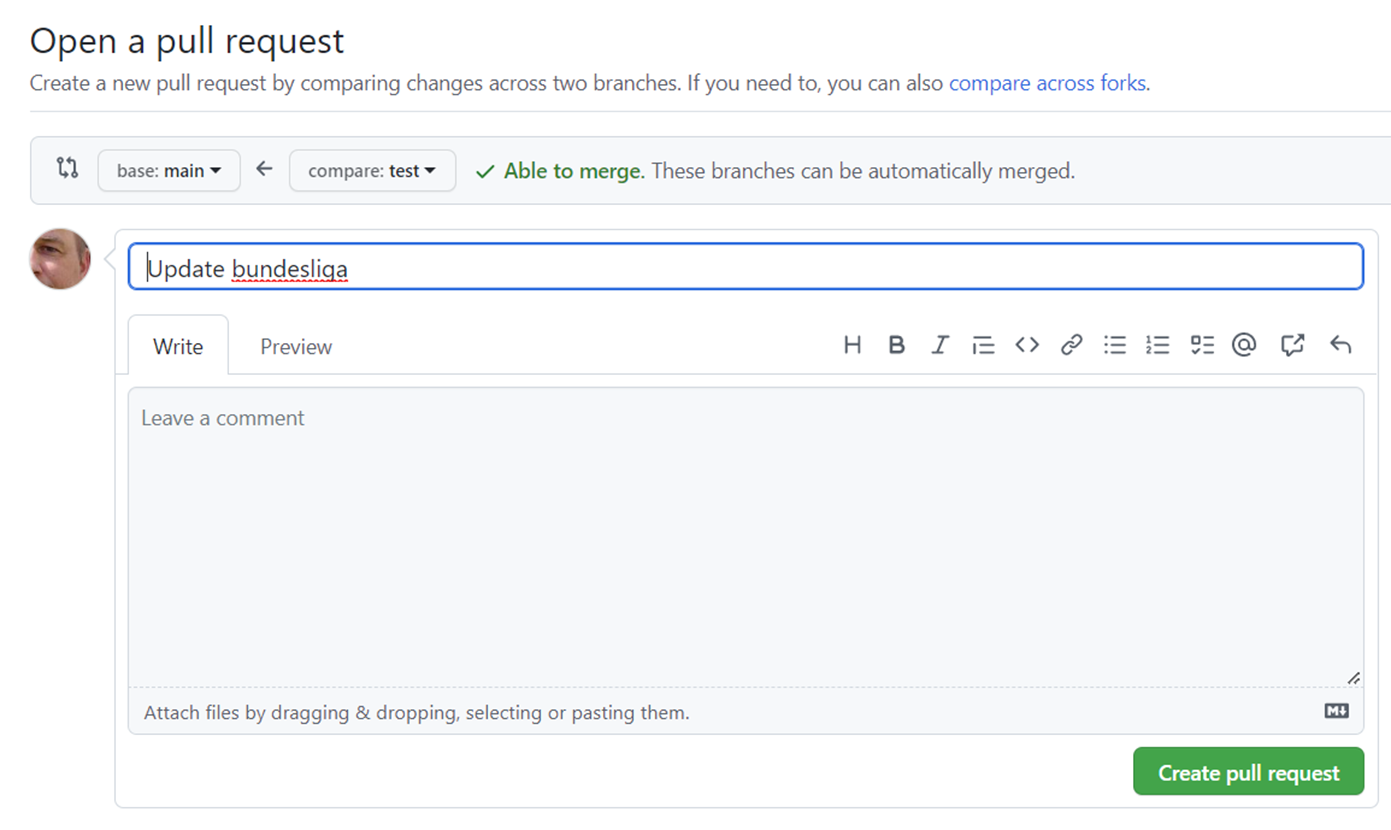 Open a pull request
Create a new pull request by comparing changes across two branches. If you need to, you can also compare across forks.
base: main compare: test Able to merge. These branches can be automatically merged.
Update bundesliga
Write Preview H B I @
Leave a comment
Attach files by dragging & dropping, selecting or pasting them. M
Create pull request